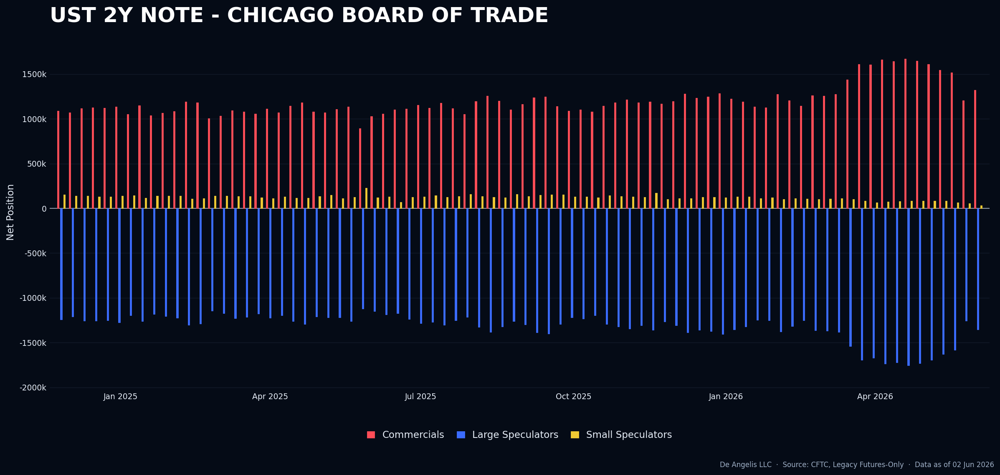 UST 2Y NOTE - CHICAGO BOARD OF TRADE
Net Position
1500k
1000k
500k
0
-500k
-1000k
-1500k
-2000k
Jan 2025
Apr 2025
Jul 2025
Oct 2025
Jan 2026
Apr 2026
Commercials
Large Speculators
Small Speculators
De Angelis LLC · Source: CFTC, Legacy Futures-Only · Data as of 02 Jun 2026